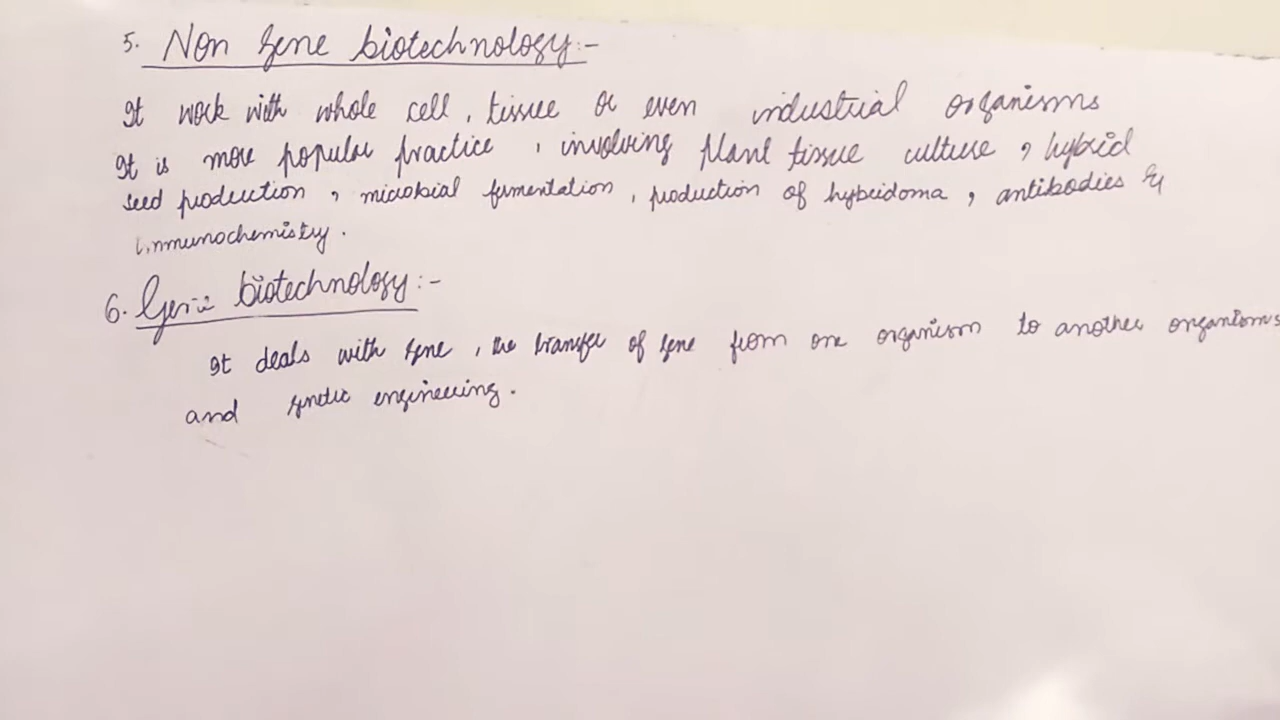 5. Non Gene biotechnology:-
It work with whole cell, tissue or even industrial organisms
It is more popular practice, involving Plant tissue culture, hybrid
seed production, microbial fermentation, production of hybridoma, antibodies &
immunochemistry.
6. Gene biotechnology:-
It deals with gene, the transfer of gene from one organism to another organisms
and genetic engineering.